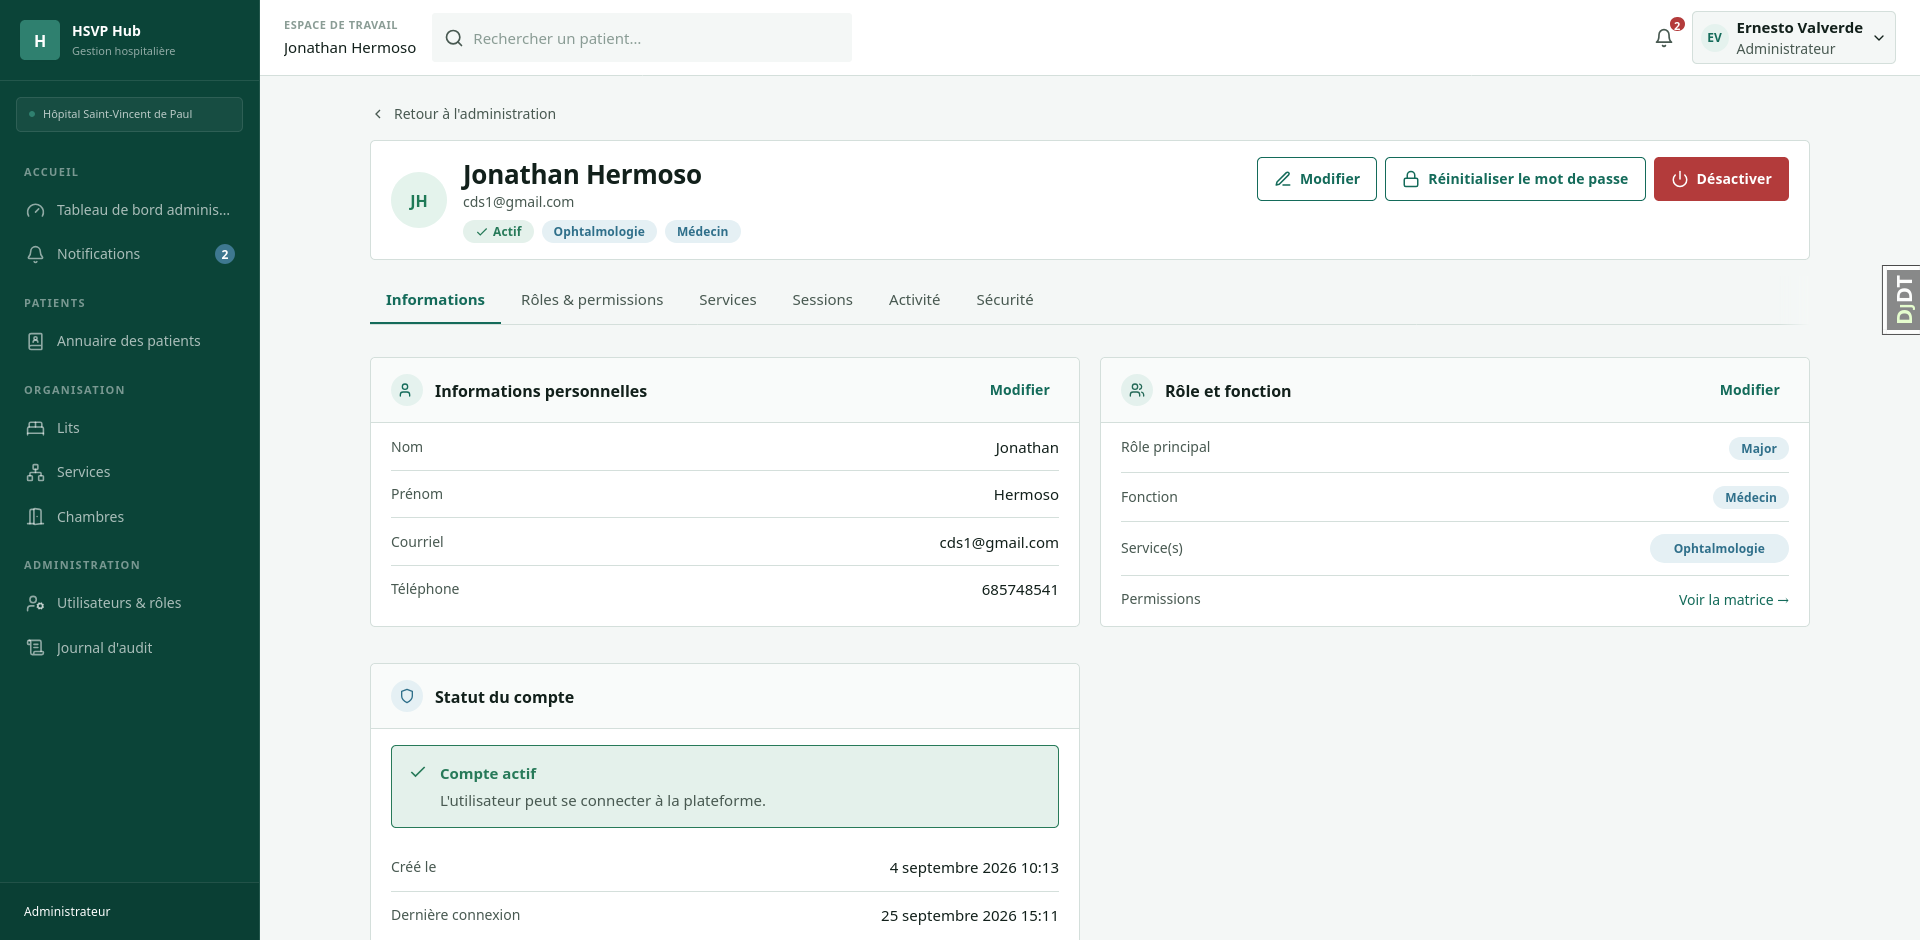 H
HSVP Hub
Gestion hospitalière
Hôpital Saint-Vincent de Paul
ACCUEIL
Tableau de bord adminis...
Notifications
2
PATIENTS
Annuaire des patients
ORGANISATION
Lits
Services
Chambres
ADMINISTRATION
Utilisateurs & rôles
Journal d'audit
Administrateur
ESPACE DE TRAVAIL
Jonathan Hermoso
Rechercher un patient...
2
EV
Ernesto Valverde
Administrateur
Retour à l'administration
JH
Jonathan Hermoso
cds1@gmail.com
Actif
Ophtalmologie
Médecin
Modifier
Réinitialiser le mot de passe
Désactiver
Informations
Rôles & permissions
Services
Sessions
Activité
Sécurité
DJDT
Informations personnelles
Modifier
Nom
Jonathan
Prénom
Hermoso
Courriel
cds1@gmail.com
Téléphone
685748541
Rôle et fonction
Modifier
Rôle principal
Major
Fonction
Médecin
Service(s)
Ophtalmologie
Permissions
Voir la matrice →
Statut du compte
Compte actif
L'utilisateur peut se connecter à la plateforme.
Créé le
4 septembre 2026 10:13
Dernière connexion
25 septembre 2026 15:11